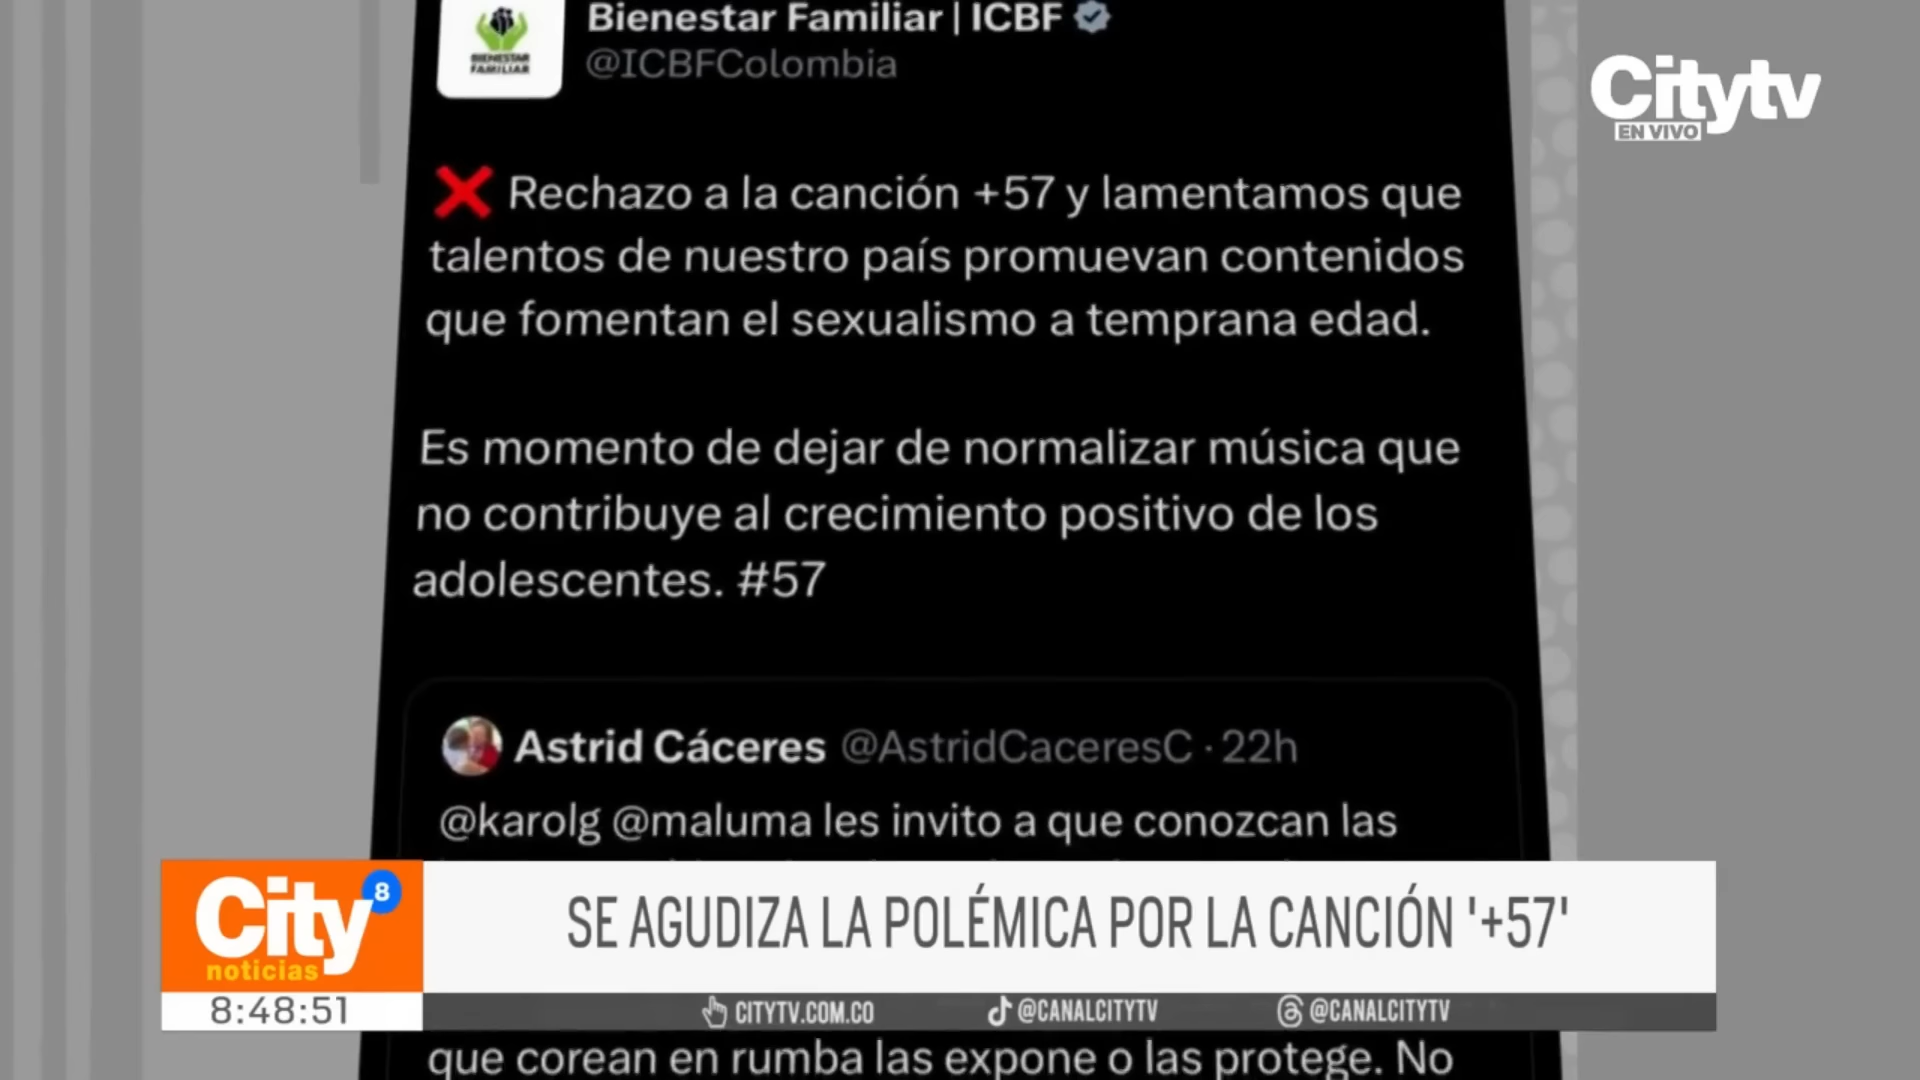 Bienestar Familiar | ICBF
@ICBFColombia
BIENESTAR
FAMILIAR
Citytv
EN VIVO
❌ Rechazo a la canción +57 y lamentamos que
talentos de nuestro país promuevan contenidos
que fomentan el sexualismo a temprana edad.
Es momento de dejar de normalizar música que
no contribuye al crecimiento positivo de los
adolescentes. #57
Astrid Cáceres @AstridCaceresC · 22h
@karolg @maluma les invito a que conozcan las
City 8
noticias
SE AGUDIZA LA POLÉMICA POR LA CANCIÓN '+57'
8:48:51
CITYTV.COM.CO
@CANALCITYTV
@CANALCITYTV
que corean en rumba las expone o las protege. No